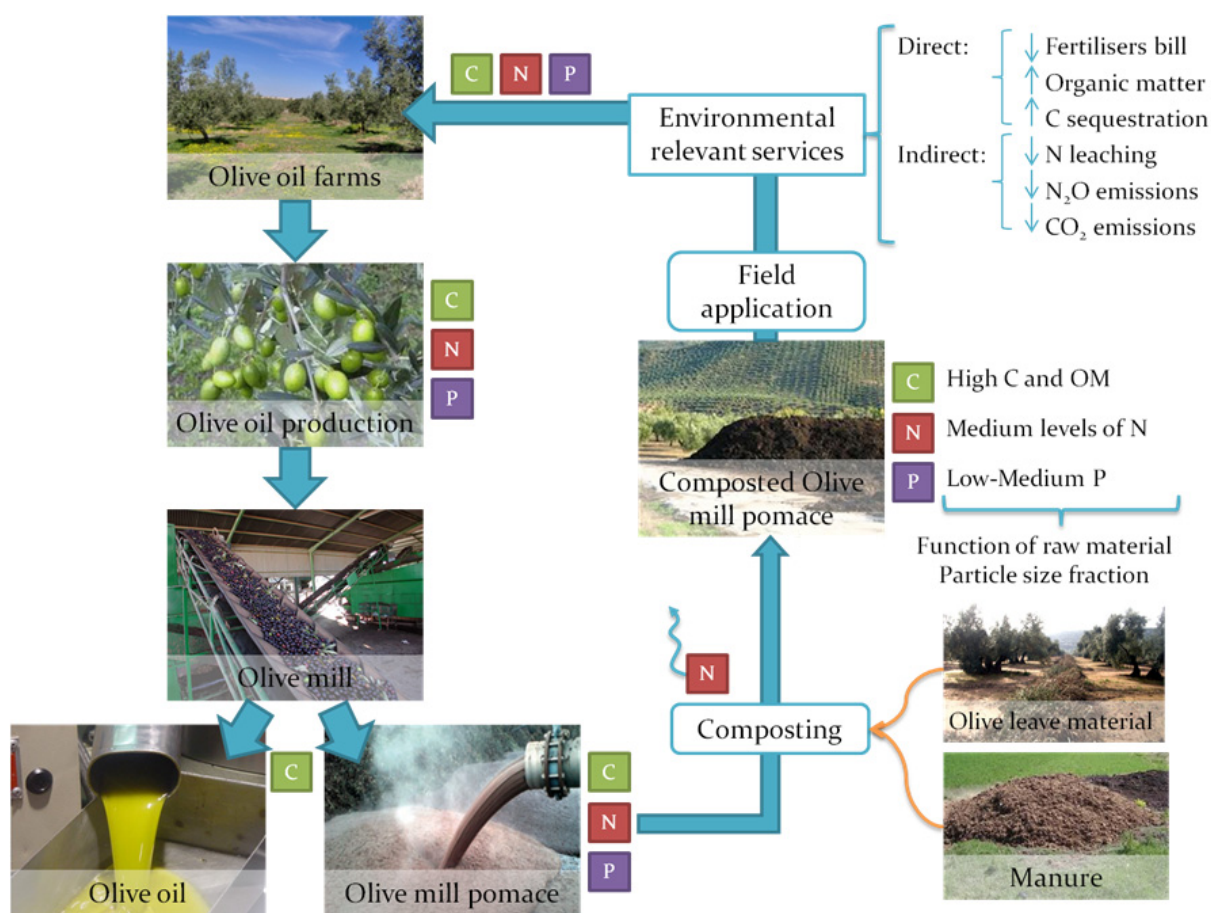 C N P
Olive oil farms
Environmental
relevant services
Direct:
↓ Fertilisers bill
↑ Organic matter
↑ C sequestration
Indirect:
↓ N leaching
↓ N₂O emissions
↓ CO₂ emissions
Olive oil production
C
N
P
Field
application
Composted Olive
mill pomace
C High C and OM
N Medium levels of N
P Low-Medium P
Function of raw material
Particle size fraction
Olive mill
N
Composting
Olive leave material
Manure
Olive oil
C
Olive mill pomace
C
N
P